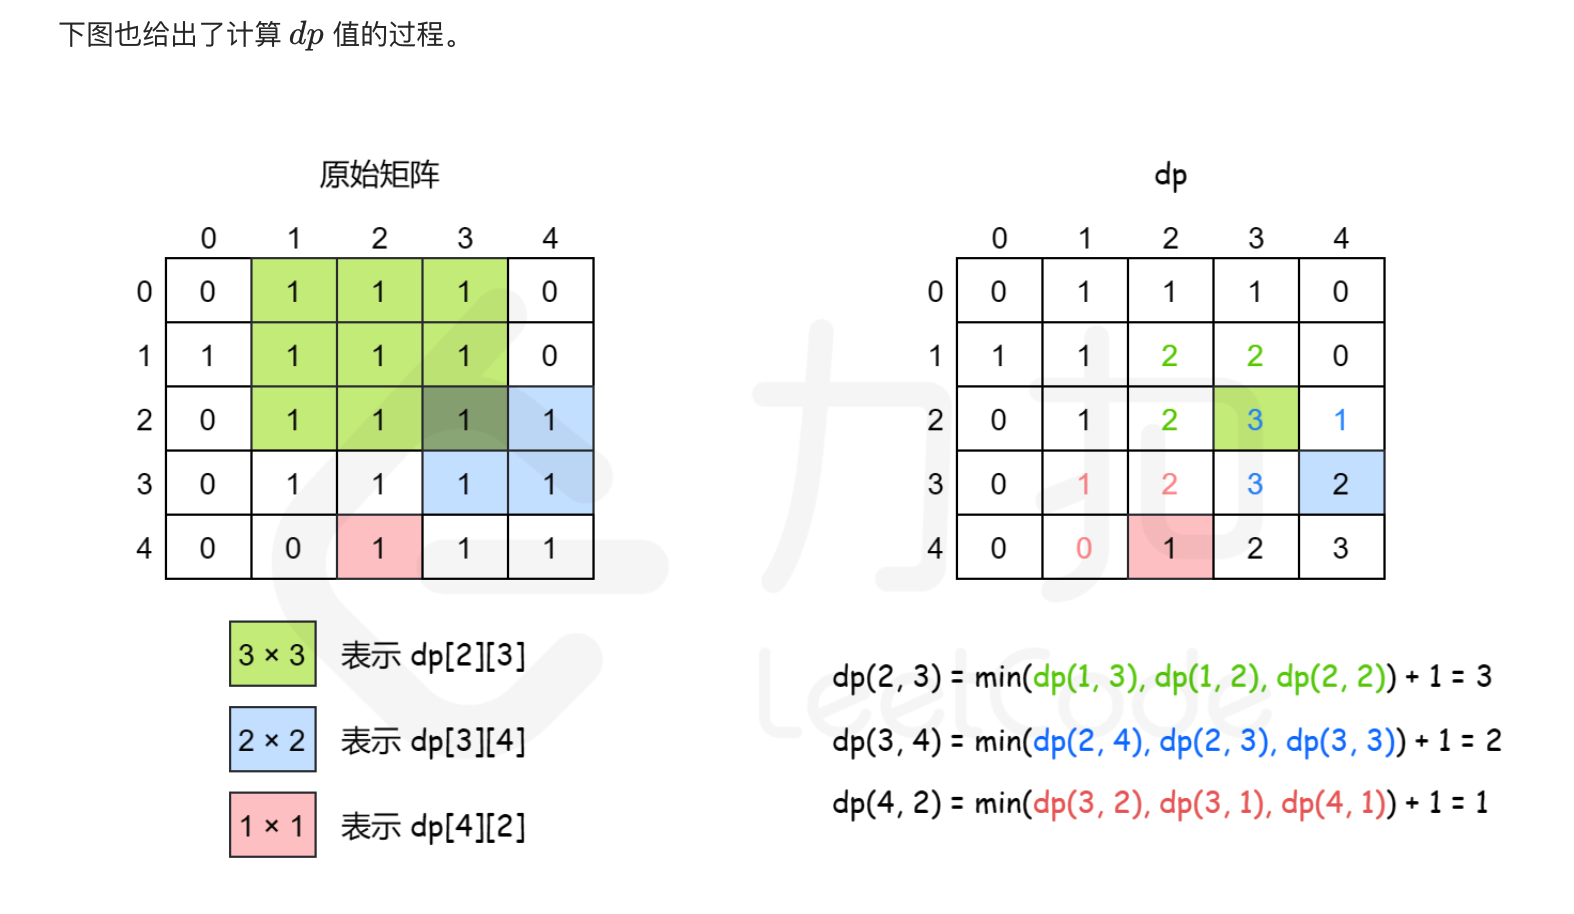 下图也给出了计算 dp 值的过程。
原始矩阵 dp
0 1 2 3 4 0 1 2 3 4
0 0 1 1 1 0 0 0 1 1 1 0
1 1 1 1 1 0 1 1 1 2 2 0
2 0 1 1 1 1 2 0 1 2 3 1
3 0 1 1 1 1 3 0 1 2 3 2
4 0 0 1 1 1 4 0 0 1 2 3
力扣
LeetCode
3 × 3 表示 dp[2][3]
2 × 2 表示 dp[3][4]
1 × 1 表示 dp[4][2]
dp(2, 3) = min(dp(1, 3), dp(1, 2), dp(2, 2)) + 1 = 3
dp(3, 4) = min(dp(2, 4), dp(2, 3), dp(3, 3)) + 1 = 2
dp(4, 2) = min(dp(3, 2), dp(3, 1), dp(4, 1)) + 1 = 1